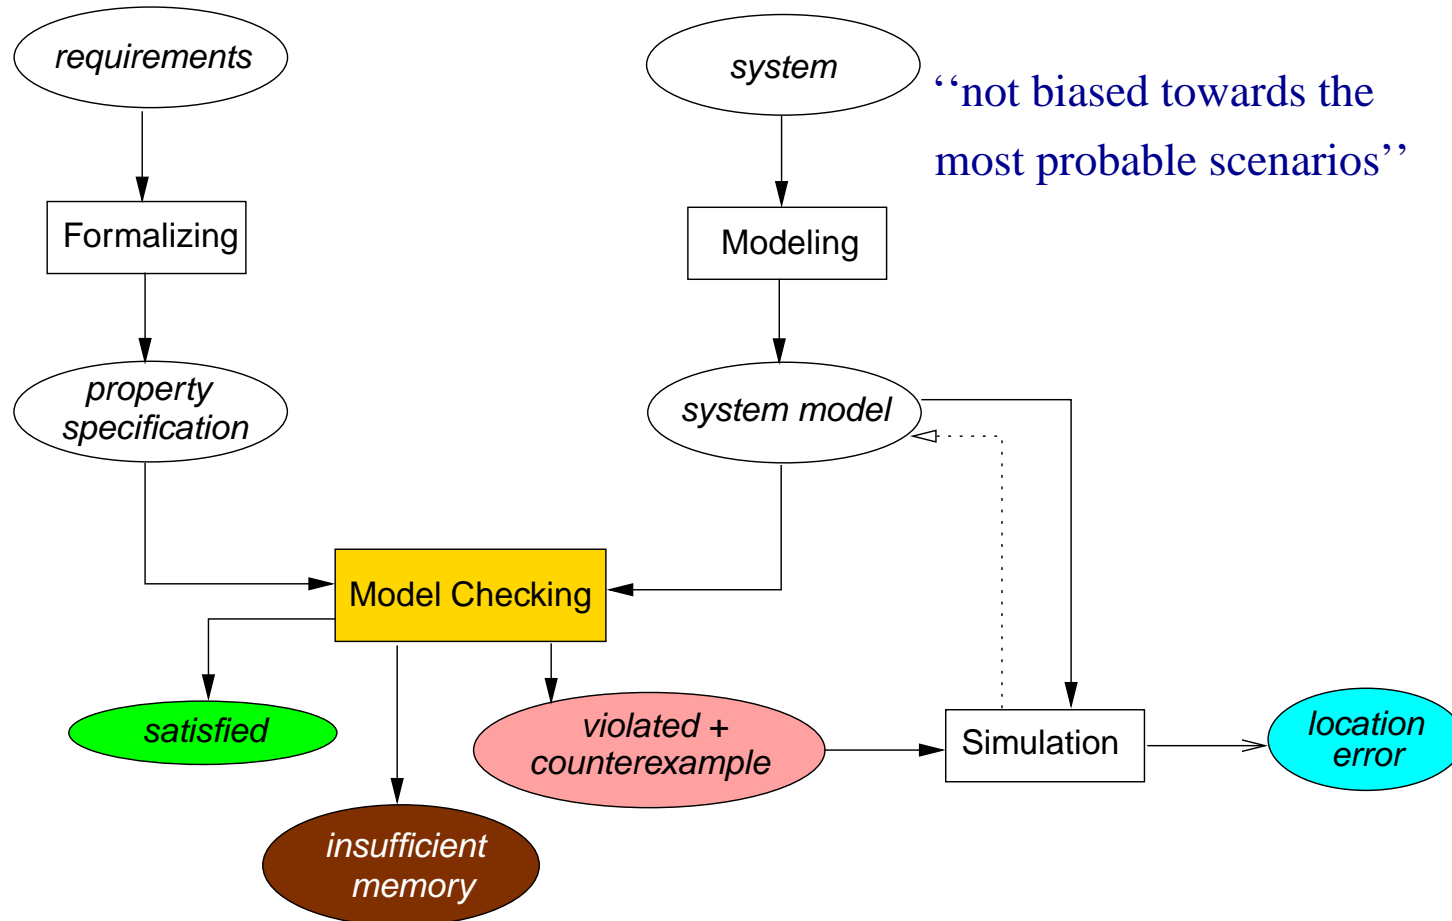 requirements
system
‘‘not biased towards the
most probable scenarios’’
Formalizing
Modeling
property
specification
system model
Model Checking
satisfied
violated +
counterexample
Simulation
location
error
insufficient
memory